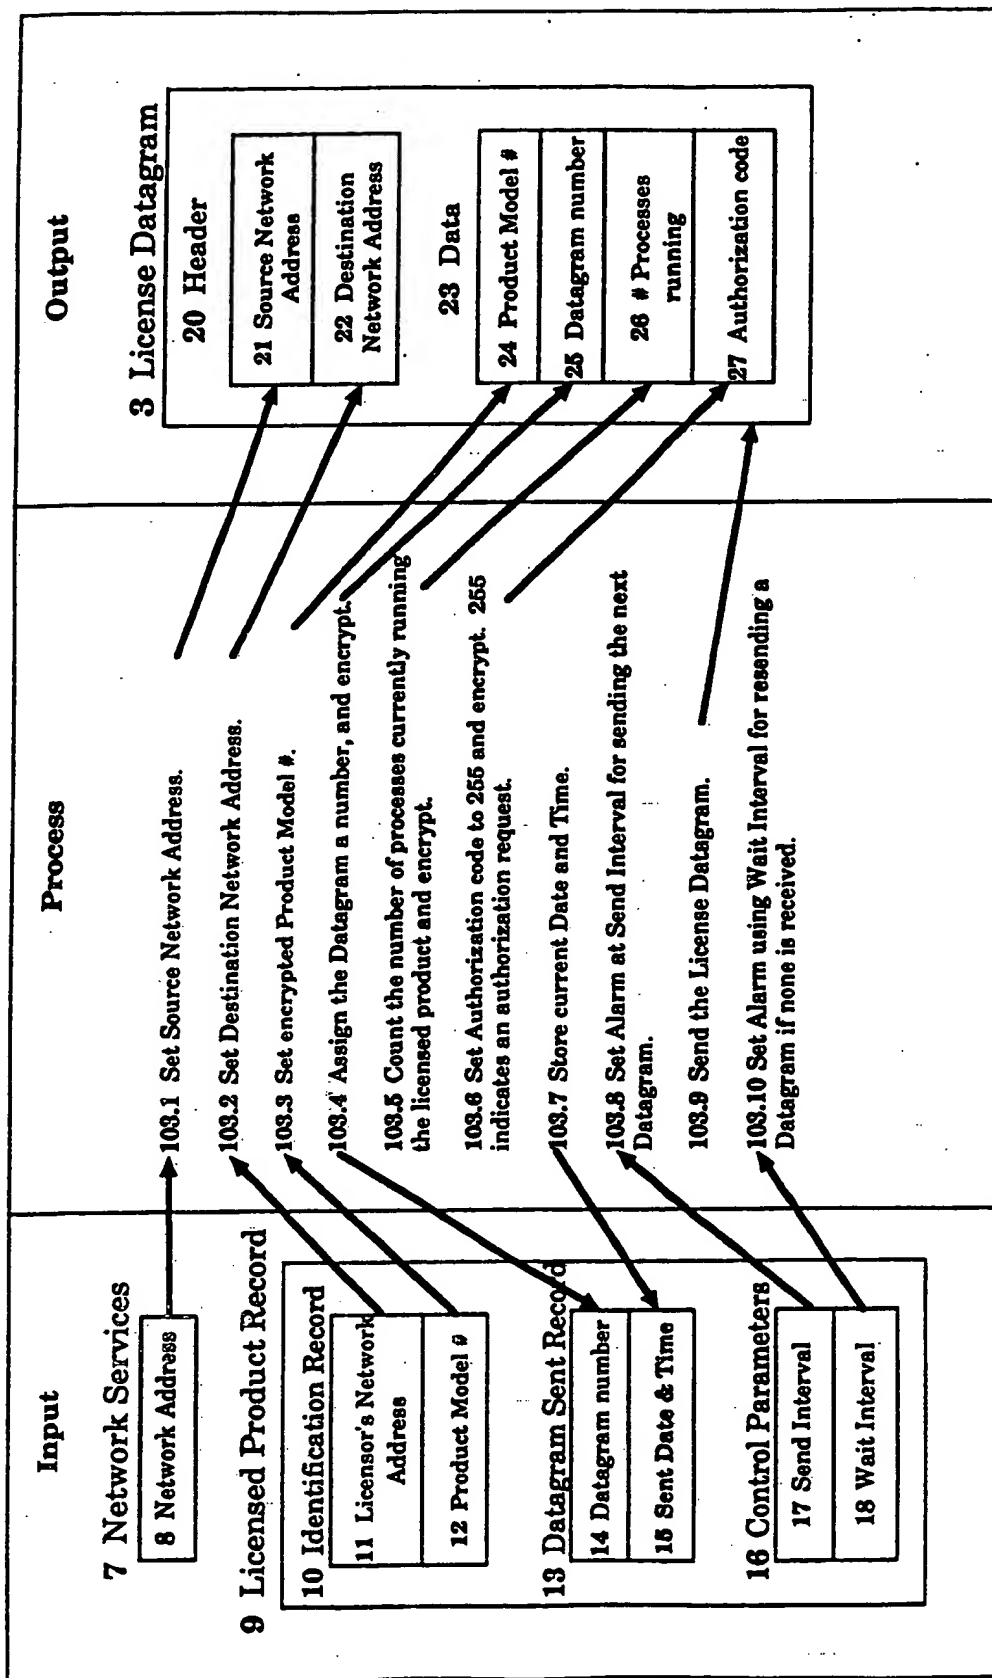 Input
7 Network Services
8 Network Address
9 Licensed Product Record
10 Identification Record
11 Licensor's Network
Address
12 Product Model #
13 Datagram Sent Record
14 Datagram number
15 Sent Date & Time
16 Control Parameters
17 Send Interval
18 Wait Interval
Process
103.1 Set Source Network Address.
103.2 Set Destination Network Address.
103.3 Set encrypted Product Model #.
103.4 Assign the Datagram a number, and encrypt.
103.5 Count the number of processes currently running
the licensed product and encrypt.
103.6 Set Authorization code to 255 and encrypt. 255
indicates an authorization request.
103.7 Store current Date and Time.
103.8 Set Alarm at Send Interval for sending the next
Datagram.
103.9 Send the License Datagram.
103.10 Set Alarm using Wait Interval for resending a
Datagram if none is received.
Output
3 License Datagram
20 Header
21 Source Network
Address
22 Destination
Network Address
23 Data
24 Product Model #
25 Datagram number
26 # Processes
running
27 Authorization code